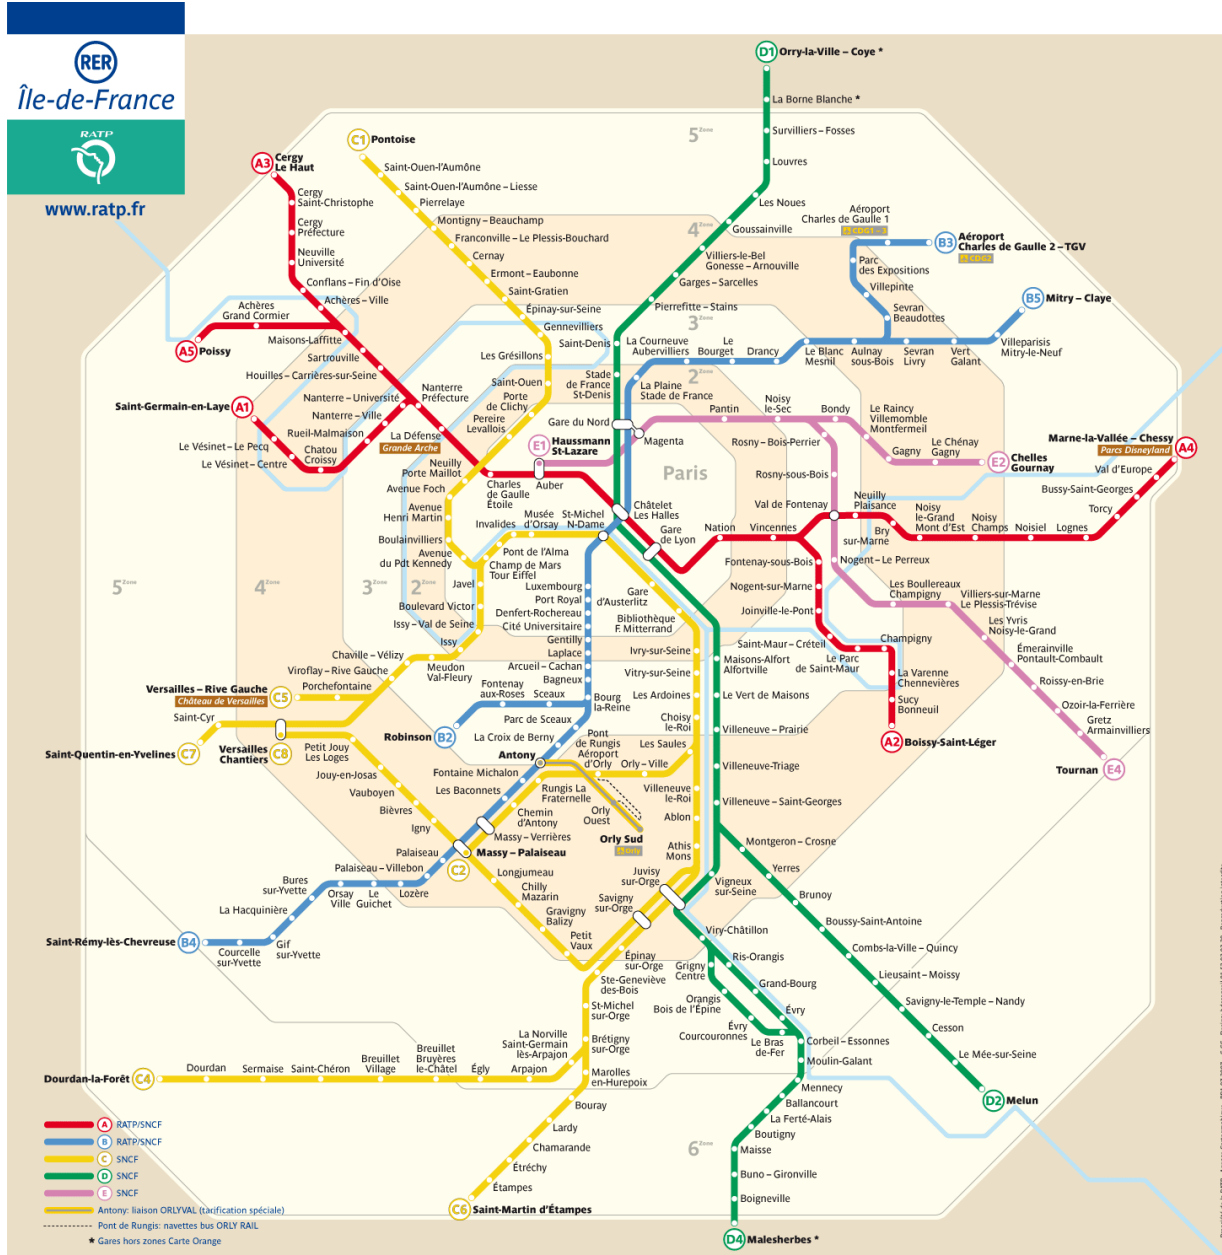 RER
Île-de-France
RATP
www.ratp.fr
D1 Orry-la-Ville – Coye *
La Borne Blanche *
Survilliers – Fosses
Louvres
Les Noues
Goussainville
Villiers-le-Bel
Gonesse – Arnouville
Garges – Sarcelles
Pierrefitte – Stains
Saint-Denis
Stade
de France
St-Denis
5 Zone
4 Zone
3 Zone
2 Zone
C1 Pontoise
Saint-Ouen-l'Aumône
Saint-Ouen-l'Aumône – Liesse
Pierrelaye
Montigny – Beauchamp
Franconville – Le Plessis-Bouchard
Cernay
Ermont – Eaubonne
Saint-Gratien
Épinay-sur-Seine
Gennevilliers
Les Grésillons
Saint-Ouen
Porte
de Clichy
Pereire
Levallois
A3 Cergy
Le Haut
Cergy
Saint-Christophe
Cergy
Préfecture
Neuville
Université
Conflans – Fin d'Oise
Achères – Ville
Achères
Grand Cormier
A5 Poissy
Maisons-Laffitte
Sartrouville
Houilles – Carrières-sur-Seine
Saint-Germain-en-Laye A1
Le Vésinet – Le Pecq
Le Vésinet – Centre
Chatou
Croissy
Rueil-Malmaison
Nanterre – Ville
Nanterre – Université
Nanterre
Préfecture
La Défense
Grande Arche
Neuilly
Porte Maillot
Avenue Foch
Avenue
Henri Martin
Boulainvilliers
Avenue
du Pdt Kennedy
Charles
de Gaulle
Étoile
Auber
E1 Haussmann
St-Lazare
Gare du Nord
Magenta
Paris
Châtelet
Les Halles
Gare
de Lyon
Nation
Vincennes
Invalides
Musée
d'Orsay
St-Michel
N-Dame
Pont de l'Alma
Champ de Mars
Tour Eiffel
Javel
Boulevard Victor
Issy – Val de Seine
Issy
Meudon
Val-Fleury
Chaville – Vélizy
Viroflay – Rive Gauche
Porchefontaine
Versailles – Rive Gauche C5
Château de Versailles
Saint-Cyr
Saint-Quentin-en-Yvelines C7
Versailles
Chantiers C8
Petit Jouy
Les Loges
Jouy-en-Josas
Vauboyen
Bièvres
Igny
5 Zone
4 Zone
3 Zone
2 Zone
Aéroport
Charles de Gaulle 1
CDG1 - 3
B3 Aéroport
Charles de Gaulle 2 – TGV
CDG2
Parc
des Expositions
Villepinte
Sevran
Beaudottes
B5 Mitry – Claye
Villeparisis
Mitry-le-Neuf
Vert
Galant
Sevran
Livry
Aulnay
sous-Bois
Le Blanc
Mesnil
Drancy
Le
Bourget
La Courneuve
Aubervilliers
La Plaine
Stade de France
Pantin
Noisy
le-Sec
Bondy
Le Raincy
Villemomble
Montfermeil
Gagny
Le Chénay
Gagny
E2 Chelles
Gournay
Rosny – Bois-Perrier
Rosny-sous-Bois
Val de Fontenay
Marne-la-Vallée – Chessy A4
Parcs Disneyland
Val d'Europe
Bussy-Saint-Georges
Torcy
Lognes
Noisiel
Noisy
Champs
Noisy
le-Grand
Mont d'Est
Bry
sur-Marne
Neuilly
Plaisance
Nogent – Le Perreux
Les Boullereaux
Champigny
Villiers-sur-Marne
Le Plessis-Trévise
Les Yvris
Noisy-le-Grand
Émerainville
Pontault-Combault
Roissy-en-Brie
Ozoir-la-Ferrière
Gretz
Armainvilliers
Tournan E4
Fontenay-sous-Bois
Nogent-sur-Marne
Joinville-le-Pont
Saint-Maur – Créteil
Le Parc
de Saint-Maur
Champigny
La Varenne
Chennevières
Sucy
Bonneuil
A2 Boissy-Saint-Léger
Luxembourg
Port Royal
Denfert-Rochereau
Cité Universitaire
Gentilly
Laplace
Arcueil – Cachan
Bagneux
Bourg
la-Reine
Fontenay
aux-Roses
Sceaux
Robinson B2
Parc de Sceaux
La Croix de Berny
Antony
Fontaine Michalon
Les Baconnets
Massy – Verrières
Chemin
d'Antony
Rungis La
Fraternelle
Pont
de Rungis
Aéroport
d'Orly
Orly – Ville
Les Saules
Orly
Ouest
Orly Sud
Orly
Massy – Palaiseau
C2
Palaiseau
Palaiseau – Villebon
Lozère
Le
Guichet
Orsay
Ville
Bures
sur-Yvette
La Hacquinière
Gif
sur-Yvette
Courcelle
sur-Yvette
Saint-Rémy-lès-Chevreuse B4
Gare
d'Austerlitz
Bibliothèque
F. Mitterrand
Ivry-sur-Seine
Vitry-sur-Seine
Les Ardoines
Choisy
le-Roi
Villeneuve
le-Roi
Ablon
Athis
Mons
Juvisy
sur-Orge
Savigny
sur-Orge
Maisons-Alfort
Alfortville
Le Vert de Maisons
Villeneuve – Prairie
Villeneuve-Triage
Villeneuve – Saint-Georges
Montgeron – Crosne
Yerres
Brunoy
Boussy-Saint-Antoine
Combs-la-Ville – Quincy
Lieusaint – Moissy
Savigny-le-Temple – Nandy
Cesson
Le Mée-sur-Seine
D2 Melun
Vigneux
sur-Seine
Viry-Châtillon
Ris-Orangis
Grand-Bourg
Évry
Grigny
Centre
Orangis
Bois de l'Épine
Évry
Courcouronnes
Le Bras
de-Fer
Corbeil – Essonnes
Moulin-Galant
Mennecy
Ballancourt
La Ferté-Alais
Boutigny
Maisse
Buno – Gironville
Boigneville
D4 Malesherbes *
6 Zone
Longjumeau
Chilly
Mazarin
Gravigny
Balizy
Petit
Vaux
Épinay
sur-Orge
Ste-Geneviève
des-Bois
St-Michel
sur-Orge
Brétigny
sur-Orge
Marolles
en-Hurepoix
Bouray
Lardy
Chamarande
Étréchy
Étampes
C6 Saint-Martin d'Étampes
La Norville
Saint-Germain
lès-Arpajon
Arpajon
Égly
Breuillet
Bruyères
le-Châtel
Breuillet
Village
Saint-Chéron
Sermaise
Dourdan
Dourdan-la-Forêt C4
A RATP/SNCF
B RATP/SNCF
C SNCF
D SNCF
E SNCF
Antony: liaison ORLYVAL (tarification spéciale)
Pont de Rungis: navettes bus ORLY RAIL
* Gares hors zones Carte Orange